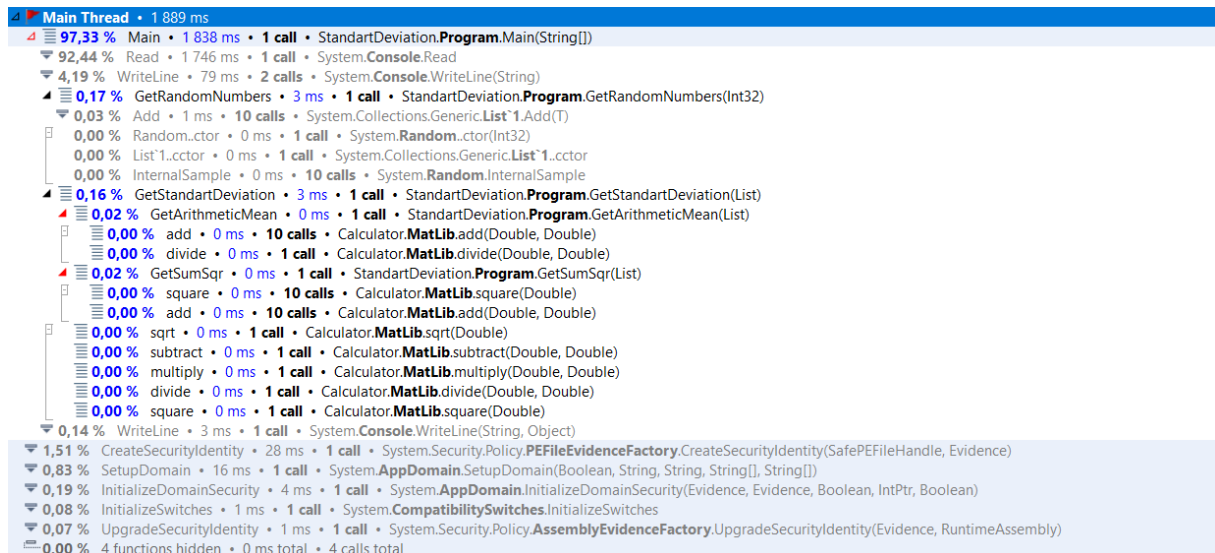 Main Thread • 1 889 ms
97,33 % Main • 1 838 ms • 1 call • StandartDeviation.Program.Main(String[])
92,44 % Read • 1 746 ms • 1 call • System.Console.Read
4,19 % WriteLine • 79 ms • 2 calls • System.Console.WriteLine(String)
0,17 % GetRandomNumbers • 3 ms • 1 call • StandartDeviation.Program.GetRandomNumbers(Int32)
0,03 % Add • 1 ms • 10 calls • System.Collections.Generic.List`1.Add(T)
0,00 % Random..ctor • 0 ms • 1 call • System.Random..ctor(Int32)
0,00 % List`1..cctor • 0 ms • 1 call • System.Collections.Generic.List`1..cctor
0,00 % InternalSample • 0 ms • 10 calls • System.Random.InternalSample
0,16 % GetStandartDeviation • 3 ms • 1 call • StandartDeviation.Program.GetStandartDeviation(List)
0,02 % GetArithmeticMean • 0 ms • 1 call • StandartDeviation.Program.GetArithmeticMean(List)
0,00 % add • 0 ms • 10 calls • Calculator.MatLib.add(Double, Double)
0,00 % divide • 0 ms • 1 call • Calculator.MatLib.divide(Double, Double)
0,02 % GetSumSqr • 0 ms • 1 call • StandartDeviation.Program.GetSumSqr(List)
0,00 % square • 0 ms • 10 calls • Calculator.MatLib.square(Double)
0,00 % add • 0 ms • 10 calls • Calculator.MatLib.add(Double, Double)
0,00 % sqrt • 0 ms • 1 call • Calculator.MatLib.sqrt(Double)
0,00 % subtract • 0 ms • 1 call • Calculator.MatLib.subtract(Double, Double)
0,00 % multiply • 0 ms • 1 call • Calculator.MatLib.multiply(Double, Double)
0,00 % divide • 0 ms • 1 call • Calculator.MatLib.divide(Double, Double)
0,00 % square • 0 ms • 1 call • Calculator.MatLib.square(Double)
0,14 % WriteLine • 3 ms • 1 call • System.Console.WriteLine(String, Object)
1,51 % CreateSecurityIdentity • 28 ms • 1 call • System.Security.Policy.PEFileEvidenceFactory.CreateSecurityIdentity(SafePEFileHandle, Evidence)
0,83 % SetupDomain • 16 ms • 1 call • System.AppDomain.SetupDomain(Boolean, String, String, String[], String[])
0,19 % InitializeDomainSecurity • 4 ms • 1 call • System.AppDomain.InitializeDomainSecurity(Evidence, Evidence, Boolean, IntPtr, Boolean)
0,08 % InitializeSwitches • 1 ms • 1 call • System.CompatibilitySwitches.InitializeSwitches
0,07 % UpgradeSecurityIdentity • 1 ms • 1 call • System.Security.Policy.AssemblyEvidenceFactory.UpgradeSecurityIdentity(Evidence, RuntimeAssembly)
0,00 % 4 functions hidden • 0 ms total • 4 calls total